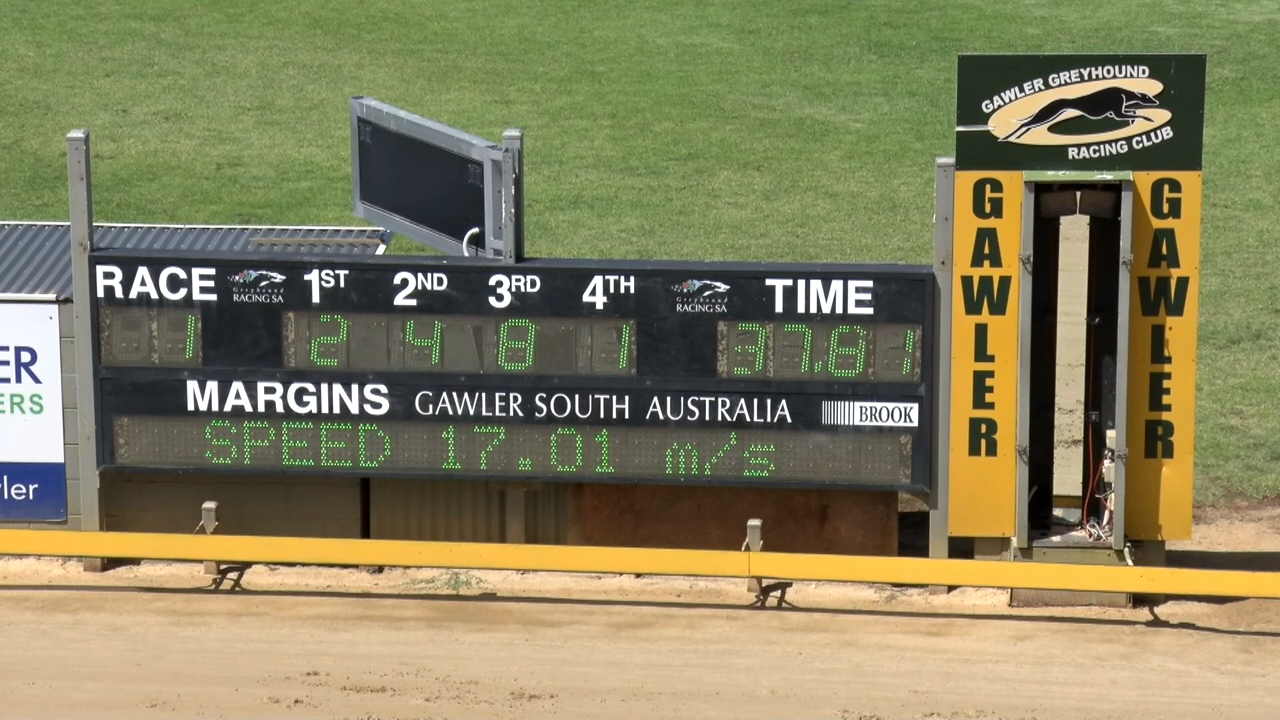 GAWLER GREYHOUND
RACING CLUB
GAWLER
GAWLER
RACE
Greyhound
RACING SA
1ST 2ND 3RD 4TH
Greyhound
RACING SA
TIME
1 2 4 8 1 37.81
MARGINS GAWLER SOUTH AUSTRALIA BROOK
SPEED 17.01 m/s
ER
ERS
ler